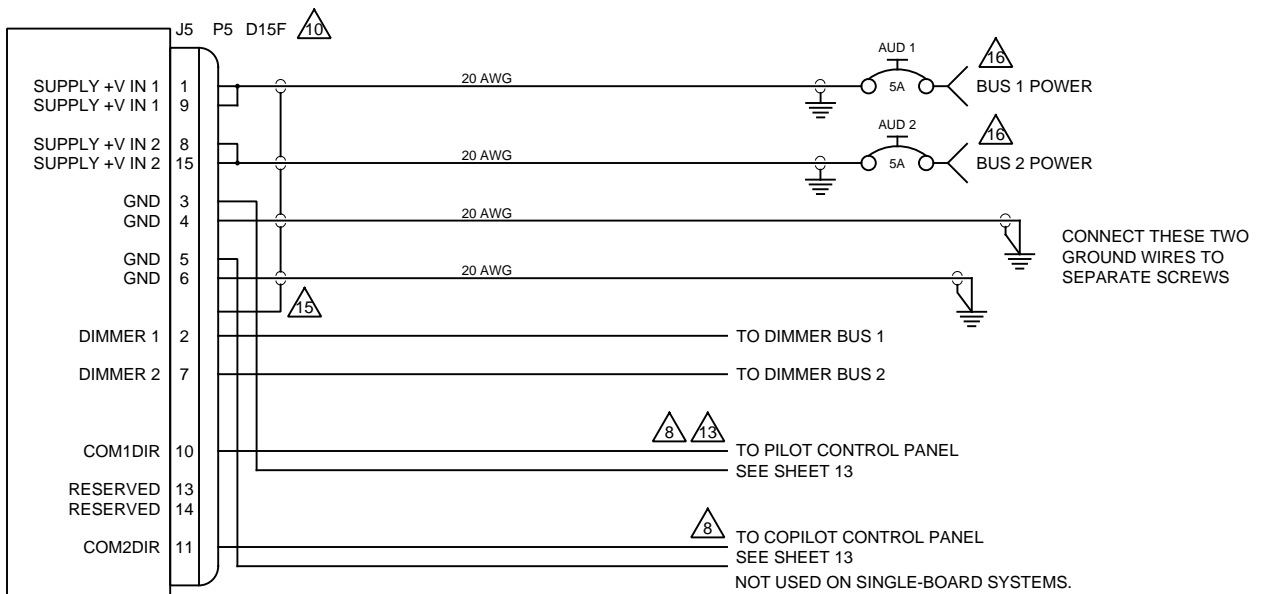 J5 P5 D15F 10
AUD 1
16
SUPPLY +V IN 1 1 20 AWG 5A BUS 1 POWER
SUPPLY +V IN 1 9
AUD 2
16
SUPPLY +V IN 2 8
SUPPLY +V IN 2 15 20 AWG 5A BUS 2 POWER
GND 3
GND 4 20 AWG
CONNECT THESE TWO
GROUND WIRES TO
SEPARATE SCREWS
GND 5
GND 6 20 AWG
15
DIMMER 1 2 TO DIMMER BUS 1
DIMMER 2 7 TO DIMMER BUS 2
8 13
COM1DIR 10 TO PILOT CONTROL PANEL
SEE SHEET 13
RESERVED 13
RESERVED 14
8
COM2DIR 11 TO COPILOT CONTROL PANEL
SEE SHEET 13
NOT USED ON SINGLE-BOARD SYSTEMS.